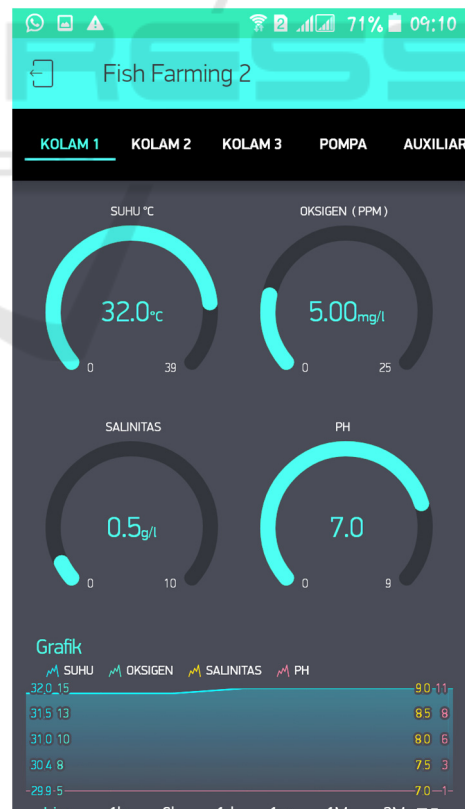 2 71% 09:10
Fish Farming 2
KOLAM 1 KOLAM 2 KOLAM 3 POMPA AUXILIAR
SUHU °C OKSIGEN ( PPM )
32.0°C 5.00mg/l
0 39 0 25
SALINITAS PH
0.5g/l 7.0
0 10 0 9
Grafik
SUHU OKSIGEN SALINITAS PH
32.0 15 9.0 11
31.5 13 8.5 8
31.0 10 8.0 6
30.4 8 7.5 3
29.9 5 7.0 1